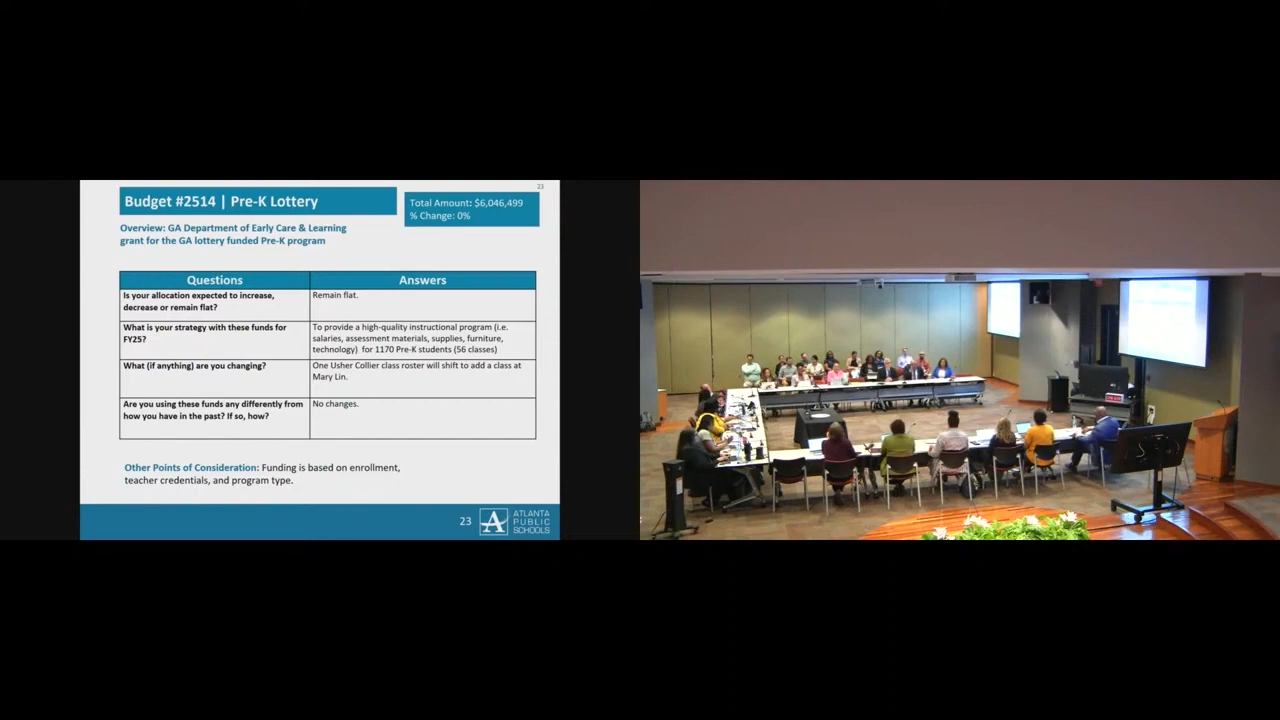 23
Budget #2514 | Pre-K Lottery
Total Amount: $6,046,499
% Change: 0%
Overview: GA Department of Early Care & Learning
grant for the GA lottery funded Pre-K program
Questions
Answers
Is your allocation expected to increase,
decrease or remain flat?
Remain flat.
What is your strategy with these funds for
FY25?
To provide a high-quality instructional program (i.e.
salaries, assessment materials, supplies, furniture,
technology) for 1170 Pre-K students (56 classes)
What (if anything) are you changing?
One Usher Collier class roster will shift to add a class at
Mary Lin.
Are you using these funds any differently from
how you have in the past? If so, how?
No changes.
Other Points of Consideration: Funding is based on enrollment,
teacher credentials, and program type.
23
ATLANTA
PUBLIC
SCHOOLS